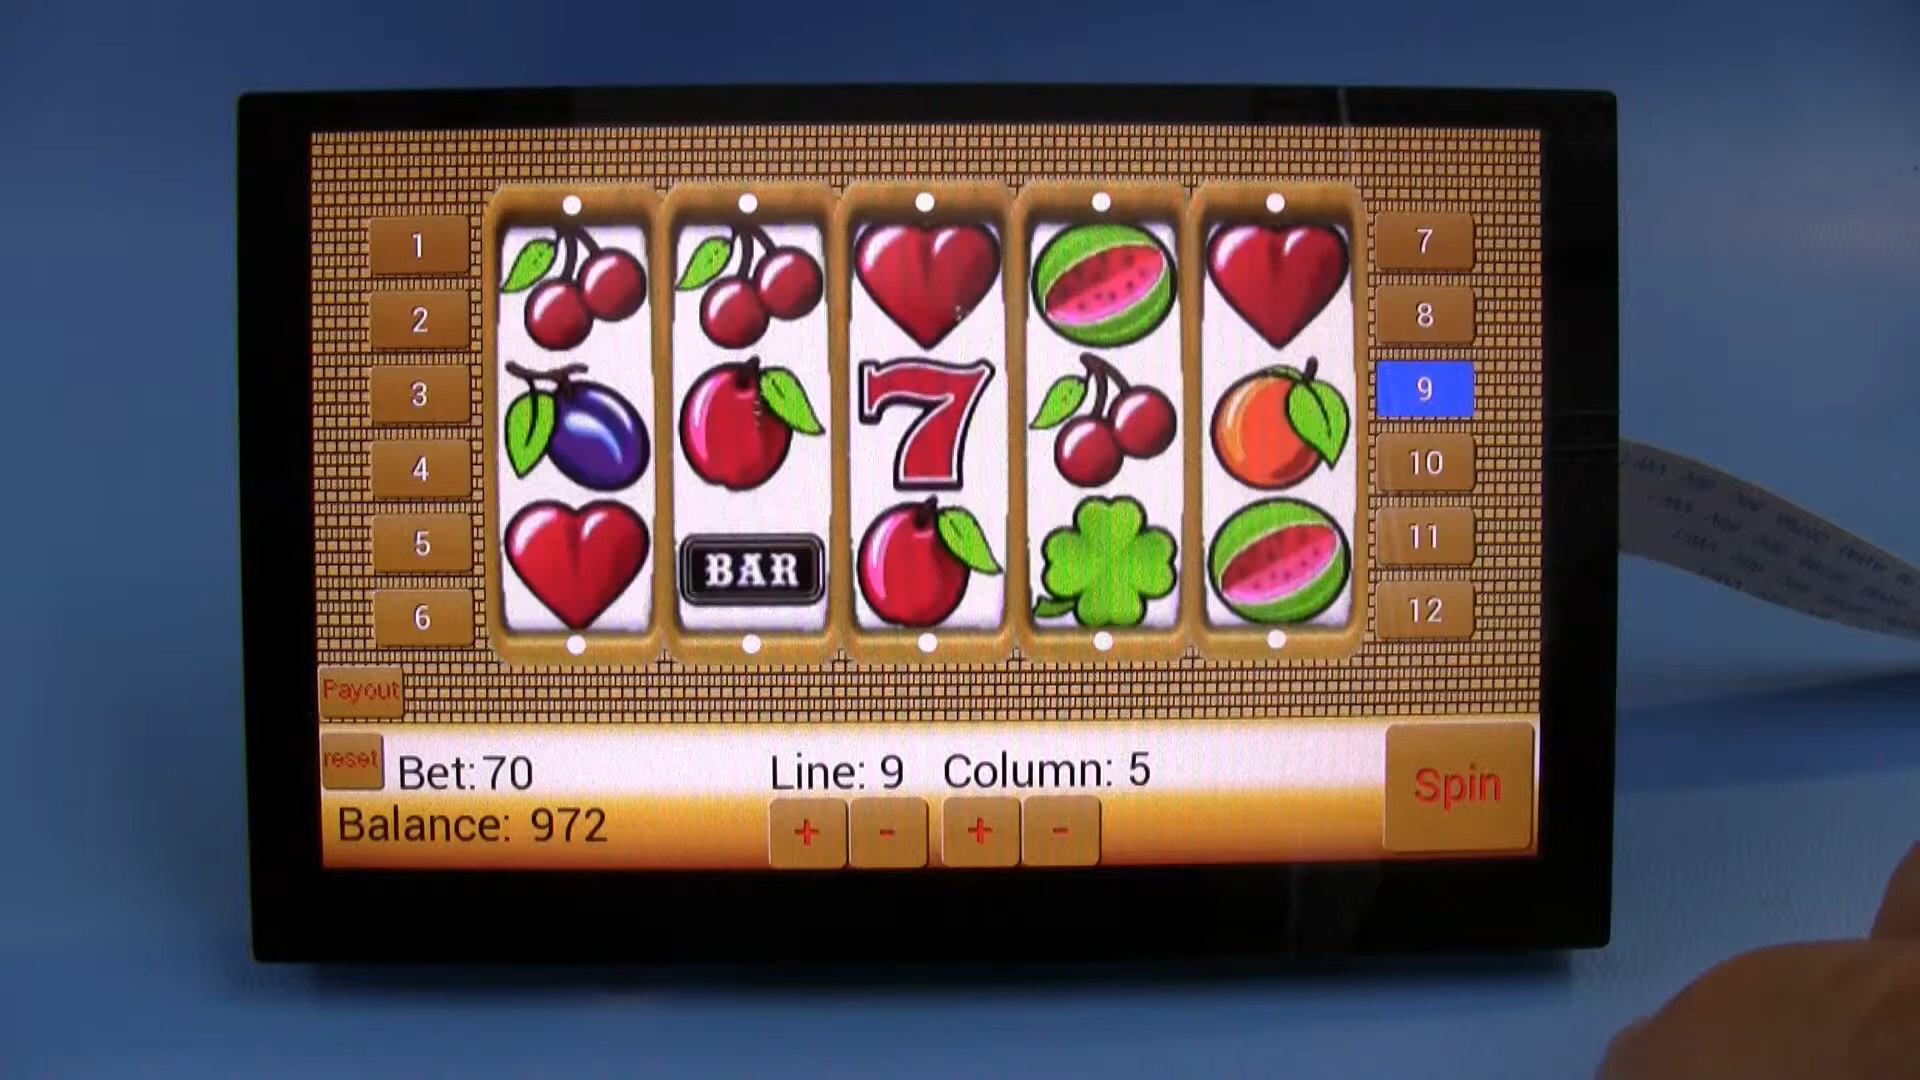 1
2
3
4
5
6
7
8
9
10
11
12
7
BAR
Payout
reset
Bet:70
Line: 9 Column: 5
Balance: 972
+ - + -
Spin